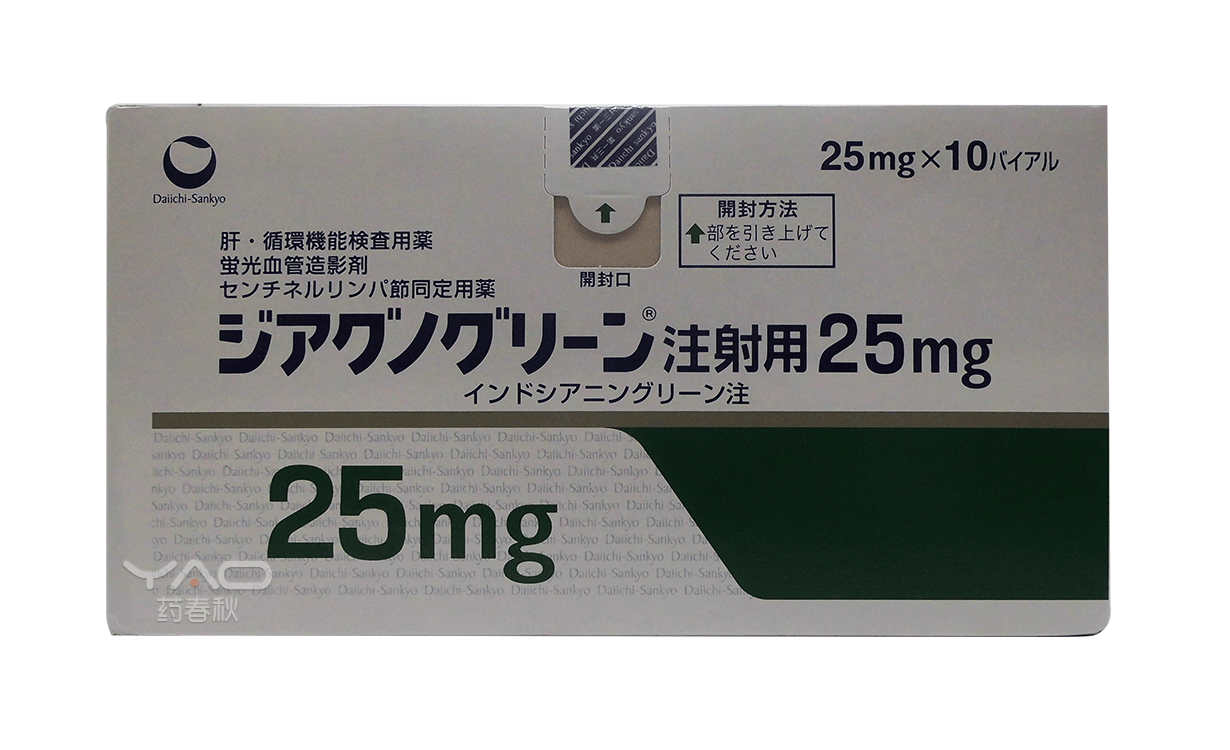 Daiichi-Sankyo
25mg×10バイアル
開封方法
部を引き上げて
ください
開封口
肝・循環機能検査用薬
蛍光血管造影剤
センチネルリンパ節同定用薬
ジアグノグリーン®注射用25mg
インドシアニングリーン注
25mg
YAO
药春秋